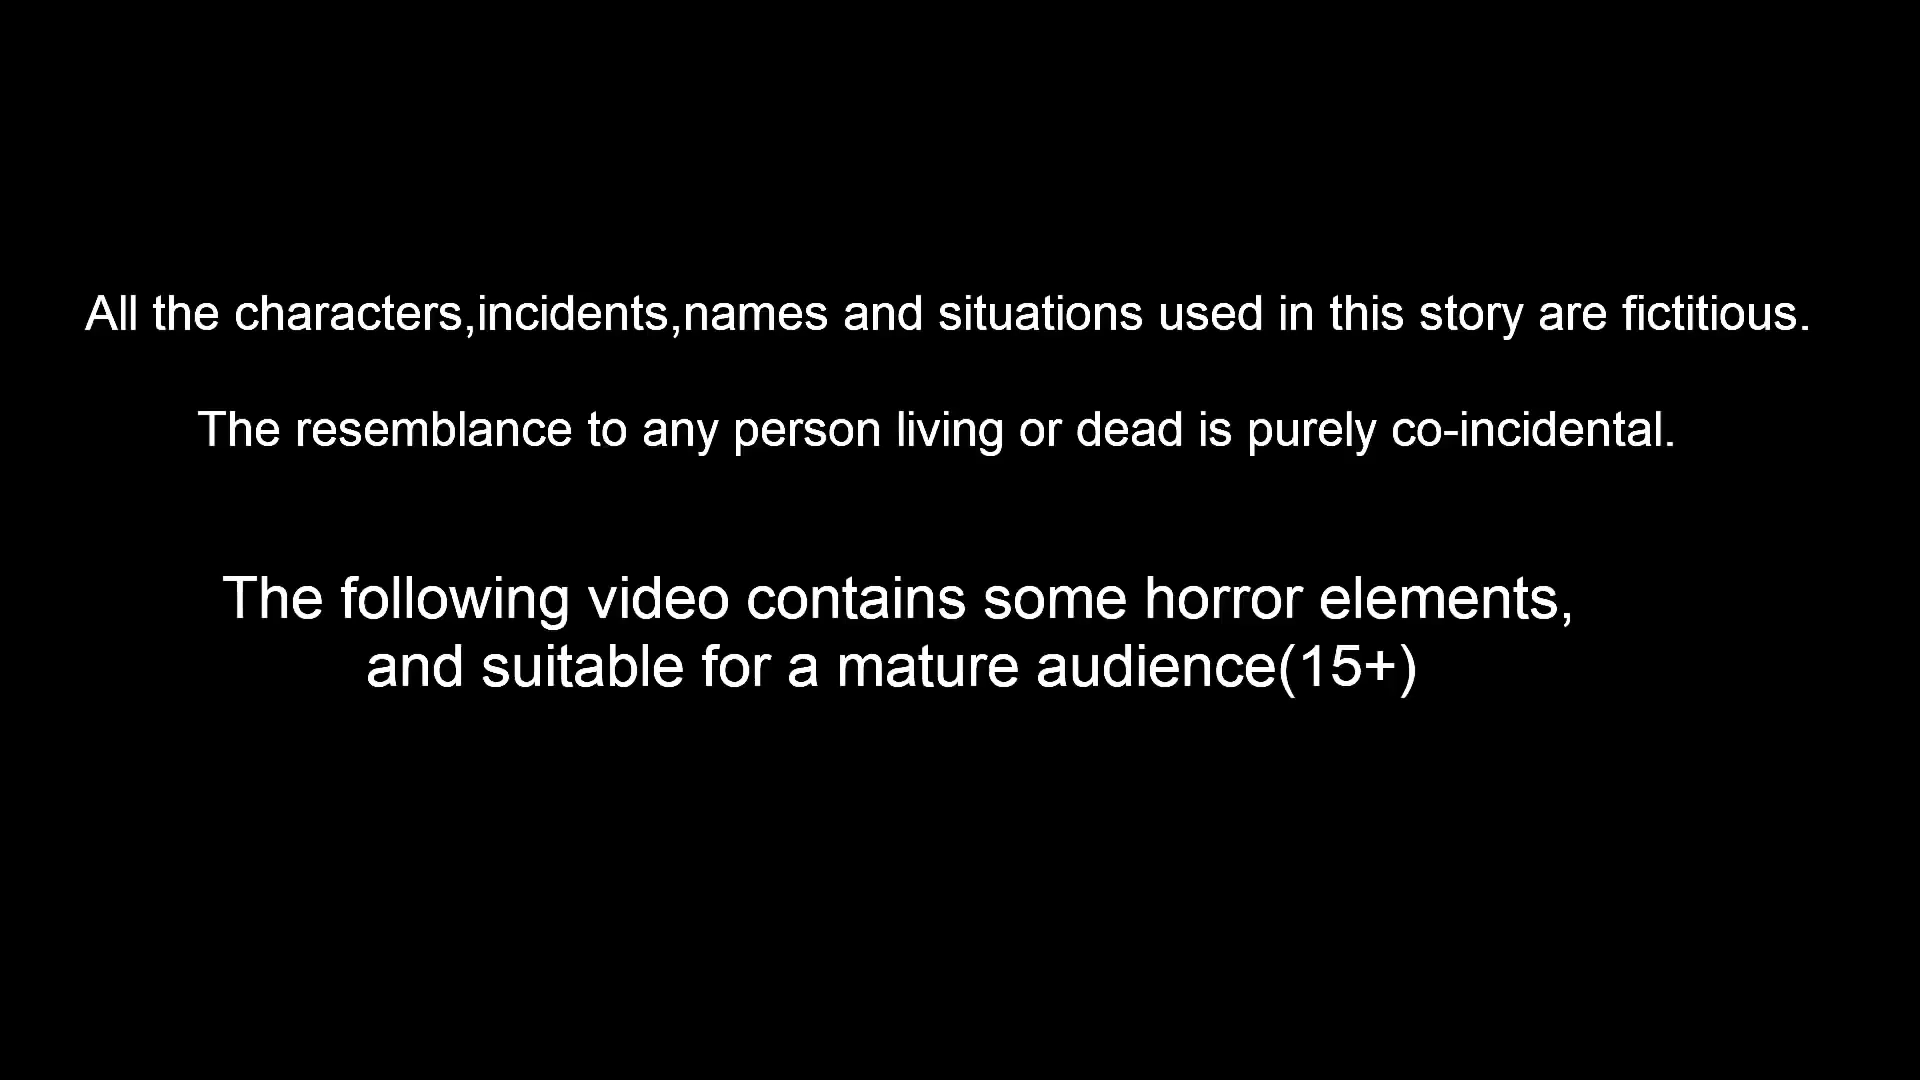 All the characters,incidents,names and situations used in this story are fictitious.
The resemblance to any person living or dead is purely co-incidental.
The following video contains some horror elements,
and suitable for a mature audience(15+)